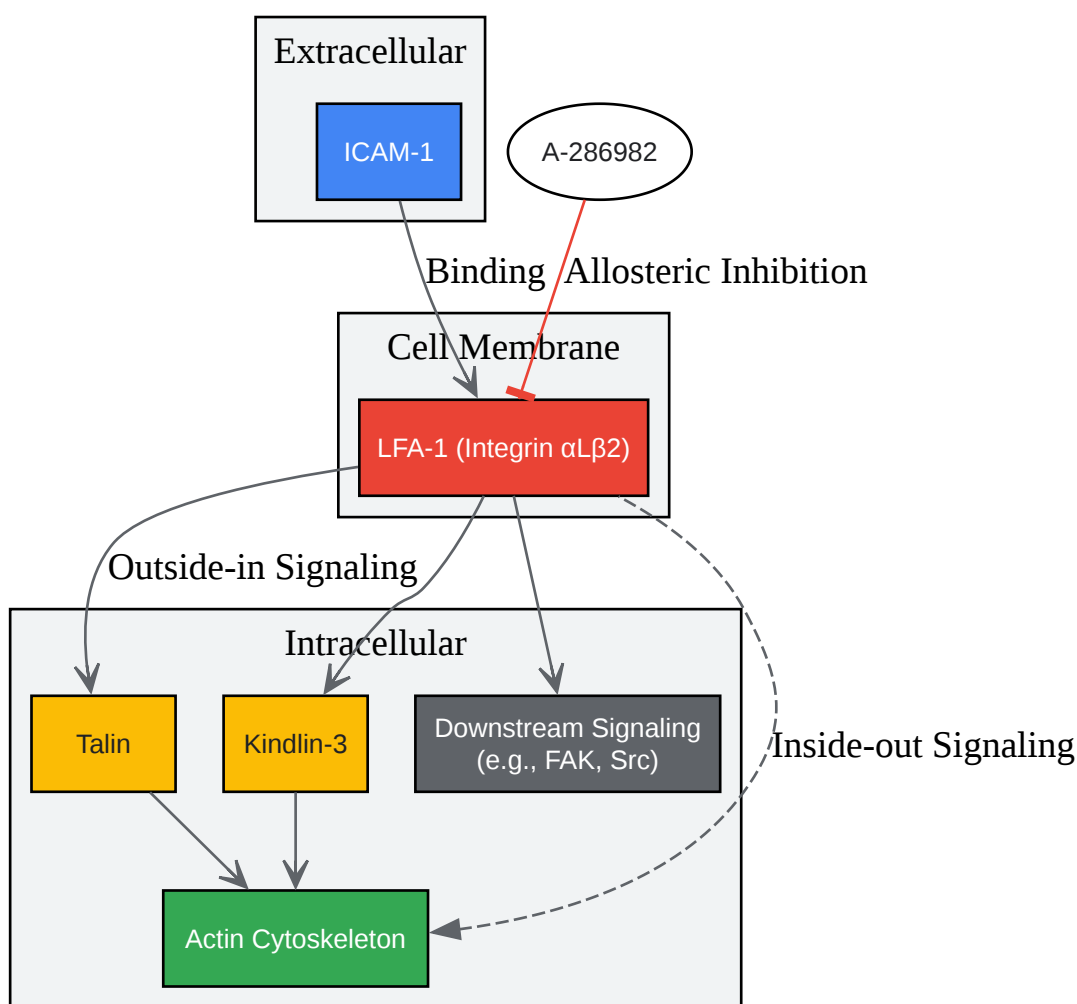 Extracellular
ICAM-1
A-286982
Binding
Allosteric Inhibition
Cell Membrane
LFA-1 (Integrin αLβ2)
Outside-in Signaling
Intracellular
Talin
Kindlin-3
Downstream Signaling
(e.g., FAK, Src)
Inside-out Signaling
Actin Cytoskeleton